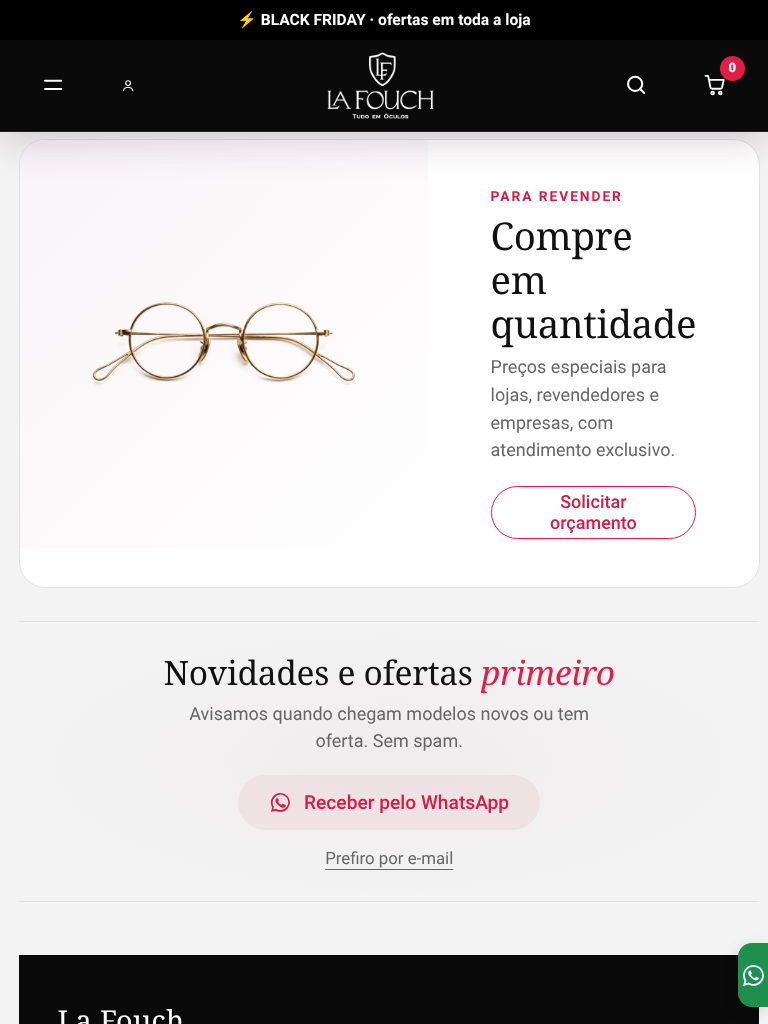 ⚡ BLACK FRIDAY · ofertas em toda a loja
LF
LA FOUCH
Tudo em Óculos
0
PARA REVENDER
Compre
em
quantidade
Preços especiais para
lojas, revendedores e
empresas, com
atendimento exclusivo.
Solicitar
orçamento
Novidades e ofertas primeiro
Avisamos quando chegam modelos novos ou tem
oferta. Sem spam.
Receber pelo WhatsApp
Prefiro por e-mail
La Fouch